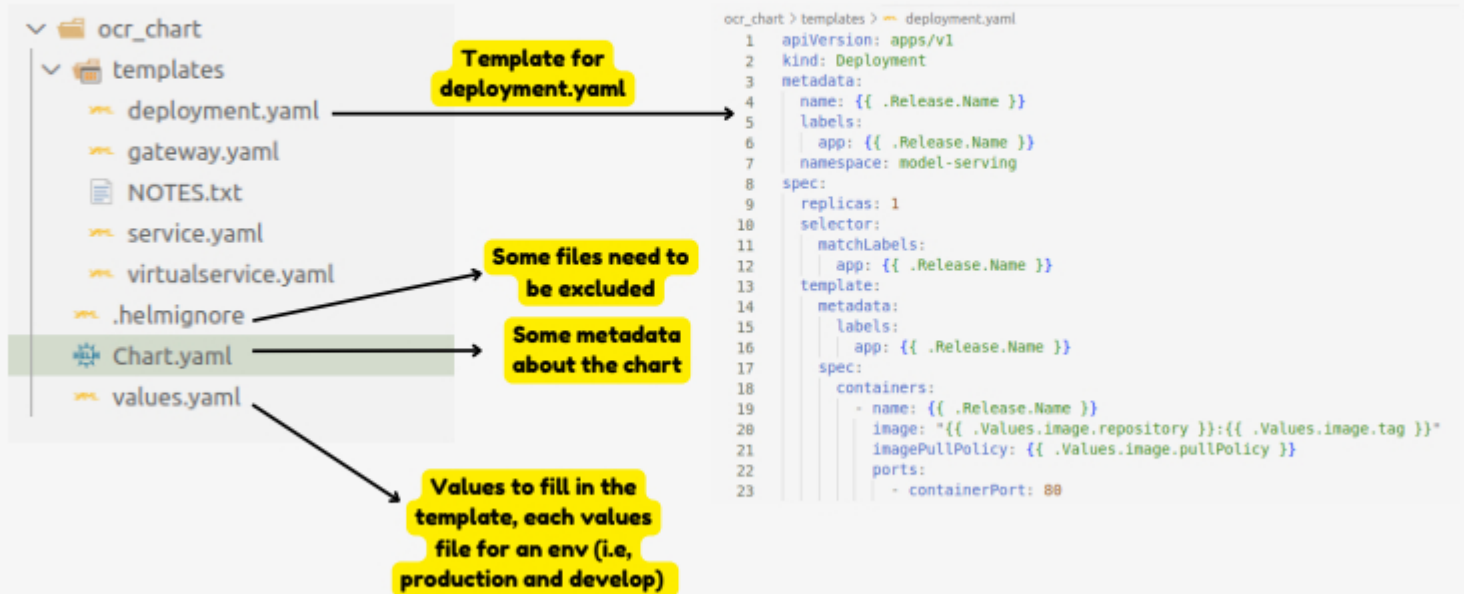 ocr_chart
templates
deployment.yaml
gateway.yaml
NOTES.txt
service.yaml
virtualservice.yaml
.helmignore
Chart.yaml
values.yaml
Template for
deployment.yaml
Some files need to
be excluded
Some metadata
about the chart
Values to fill in the
template, each values
file for an env (i.e,
production and develop)
ocr_chart > templates > deployment.yaml
1 apiVersion: apps/v1
2 kind: Deployment
3 metadata:
4   name: {{ .Release.Name }}
5   labels:
6     app: {{ .Release.Name }}
7   namespace: model-serving
8 spec:
9   replicas: 1
10   selector:
11     matchLabels:
12       app: {{ .Release.Name }}
13   template:
14     metadata:
15       labels:
16         app: {{ .Release.Name }}
17     spec:
18       containers:
19         - name: {{ .Release.Name }}
20           image: "{{ .Values.image.repository }}:{{ .Values.image.tag }}"
21           imagePullPolicy: {{ .Values.image.pullPolicy }}
22           ports:
23             - containerPort: 80